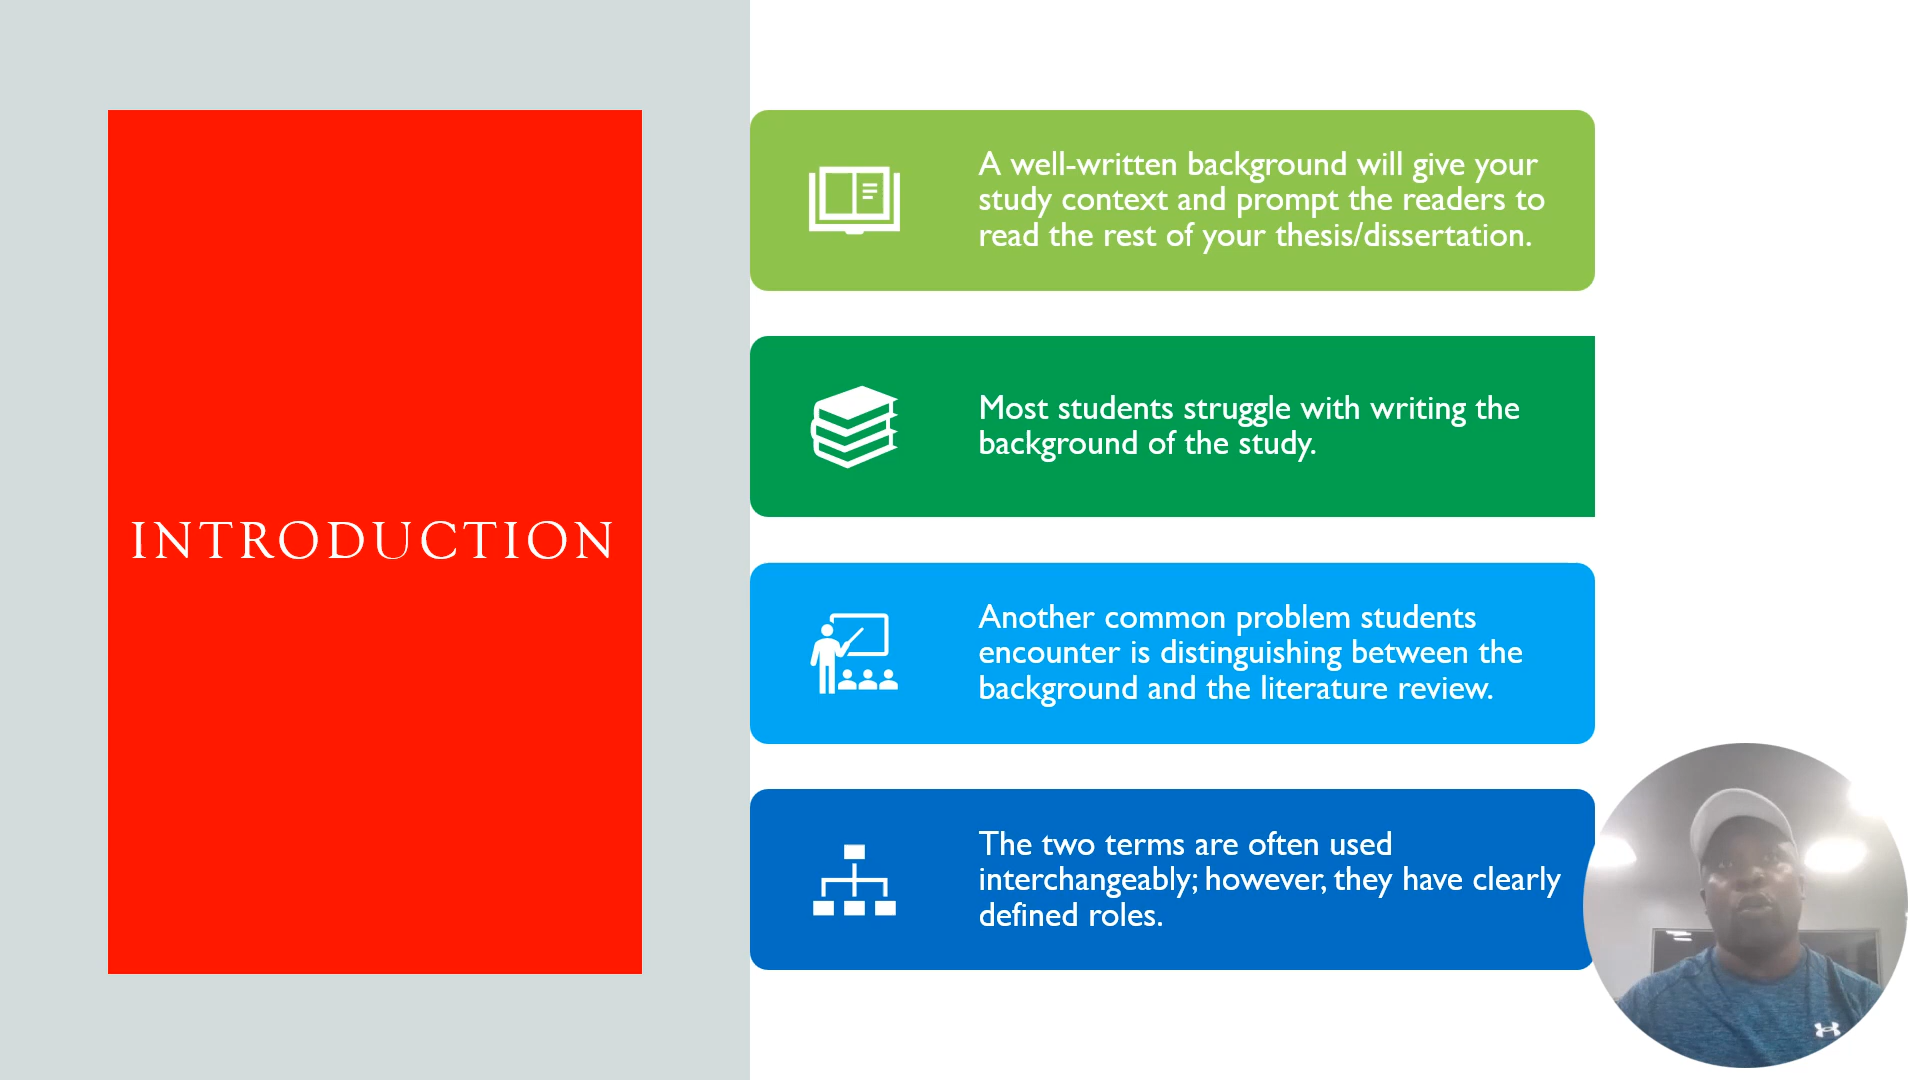 INTRODUCTION
A well-written background will give your
study context and prompt the readers to
read the rest of your thesis/dissertation.
Most students struggle with writing the
background of the study.
Another common problem students
encounter is distinguishing between the
background and the literature review.
The two terms are often used
interchangeably; however, they have clearly
defined roles.